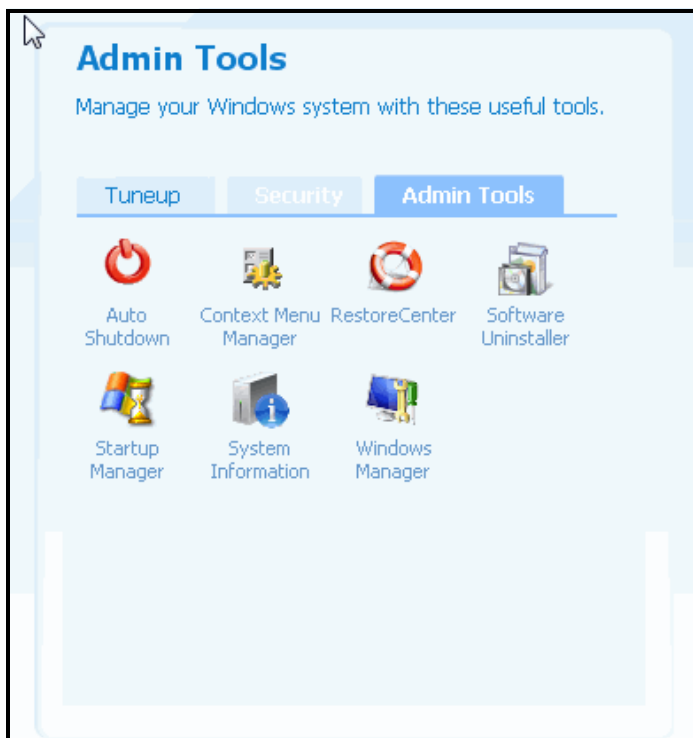 Admin Tools
Manage your Windows system with these useful tools.
Tuneup Security Admin Tools
Auto Shutdown
Context Menu Manager
RestoreCenter
Software Uninstaller
Startup Manager
System Information
Windows Manager